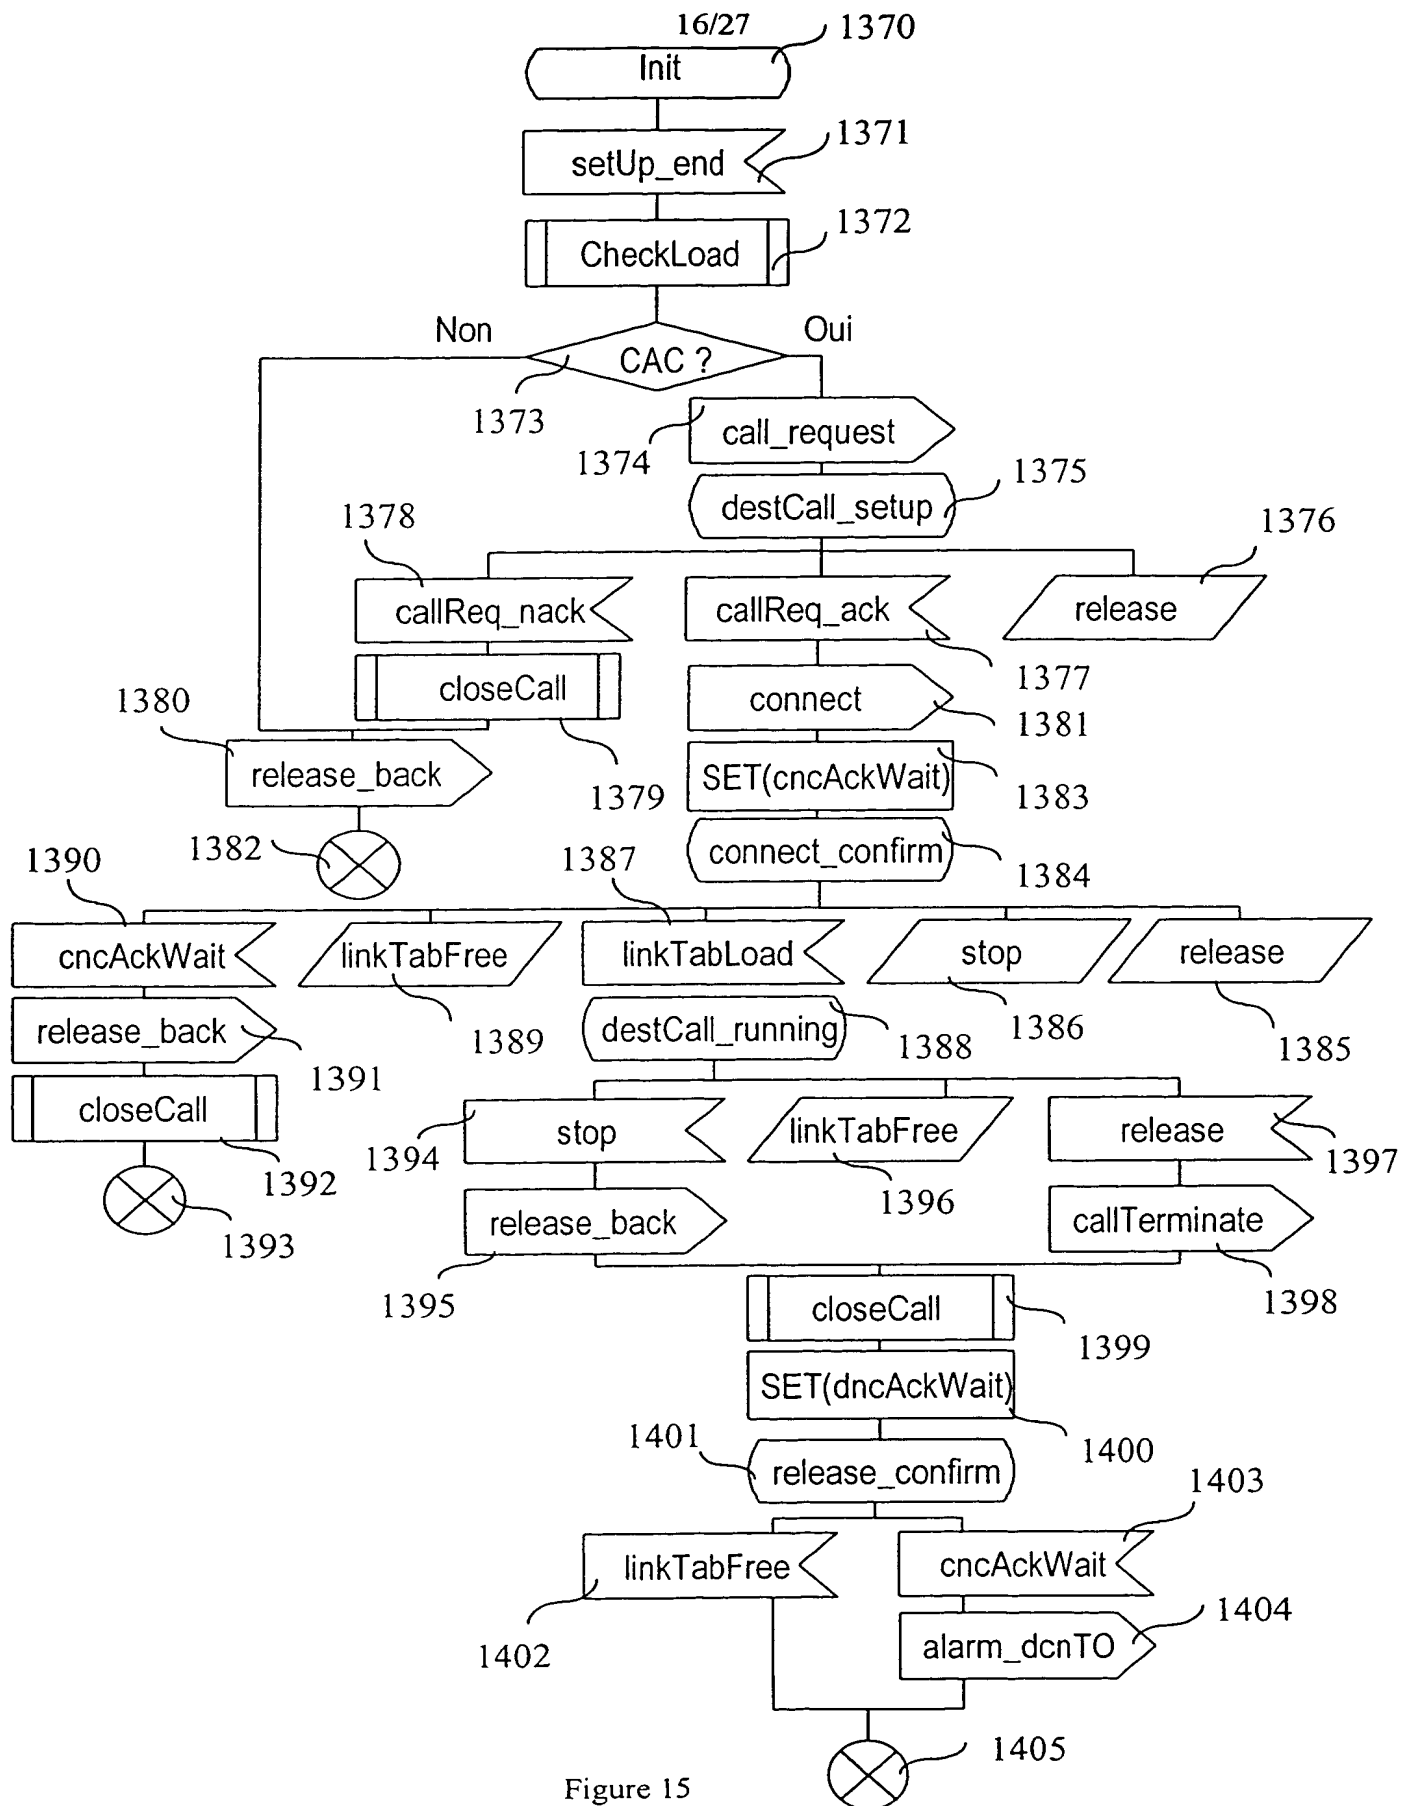 16/27
1370
Init
1371
setUp_end
1372
CheckLoad
Non
Oui
CAC ?
1373
call_request
1374
1375
destCall_setup
1378
1376
callReq_nack
callReq_ack
release
1377
closeCall
connect
1380
1381
release_back
1379
SET(cncAckWait)
1383
1382
connect_confirm
1384
1390
1387
cncAckWait
linkTabFree
linkTabLoad
stop
release
release_back
1389
destCall_running
1388
1386
1385
1391
closeCall
1392
1393
stop
1394
linkTabFree
1396
release
1397
release_back
callTerminate
1395
1398
closeCall
1399
SET(dncAckWait)
1400
1401
release_confirm
1403
linkTabFree
cncAckWait
1402
1404
alarm_dcnTO
1405
Figure 15